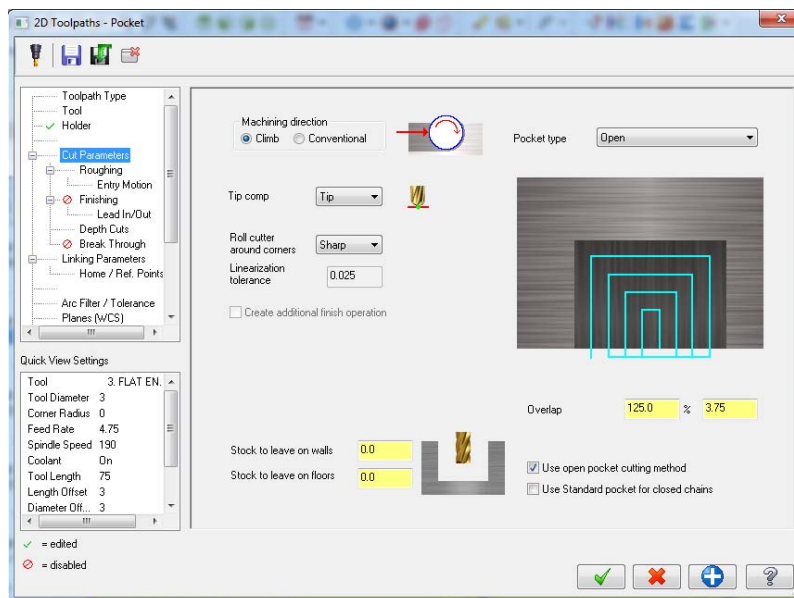 2D Toolpaths - Pocket
Toolpath Type
Tool
Holder
Cut Parameters
Roughing
Entry Motion
Finishing
Lead In/Out
Depth Cuts
Break Through
Linking Parameters
Home / Ref. Points
Arc Filter / Tolerance
Planes (WCS)
Quick View Settings
Tool 3. FLAT EN.
Tool Diameter 3
Corner Radius 0
Feed Rate 4.75
Spindle Speed 190
Coolant On
Tool Length 75
Length Offset 3
Diameter Off... 3
✓ = edited
= disabled
Machining direction
Climb Conventional
Pocket type Open
Tip comp Tip
Roll cutter
around corners Sharp
Linearization
tolerance 0.025
Create additional finish operation
Overlap 125.0 % 3.75
Stock to leave on walls 0.0
Stock to leave on floors 0.0
Use open pocket cutting method
Use Standard pocket for closed chains